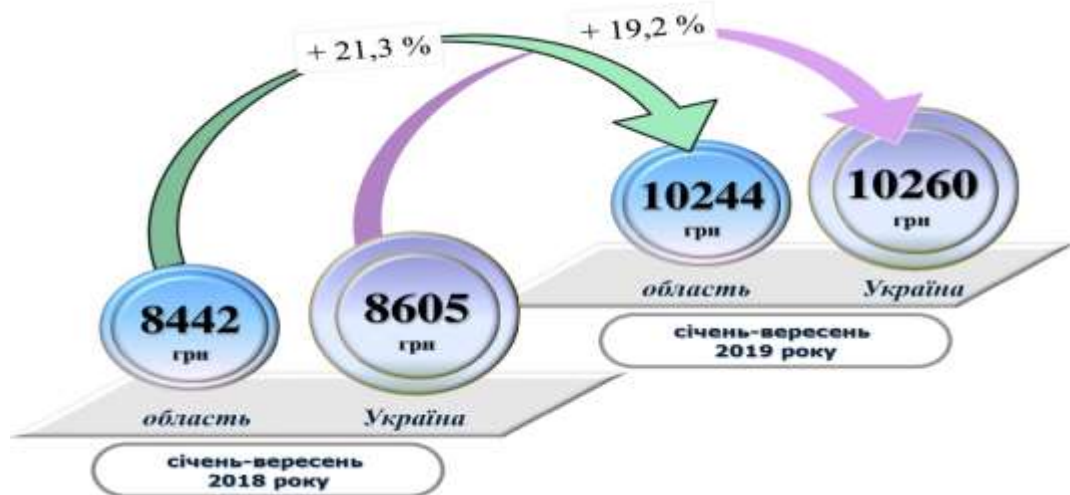 + 21,3 %
+ 19,2 %
10244
грн
10260
грн
область
Україна
січень-вересень
2019 року
8442
грн
8605
грн
область
Україна
січень-вересень
2018 року